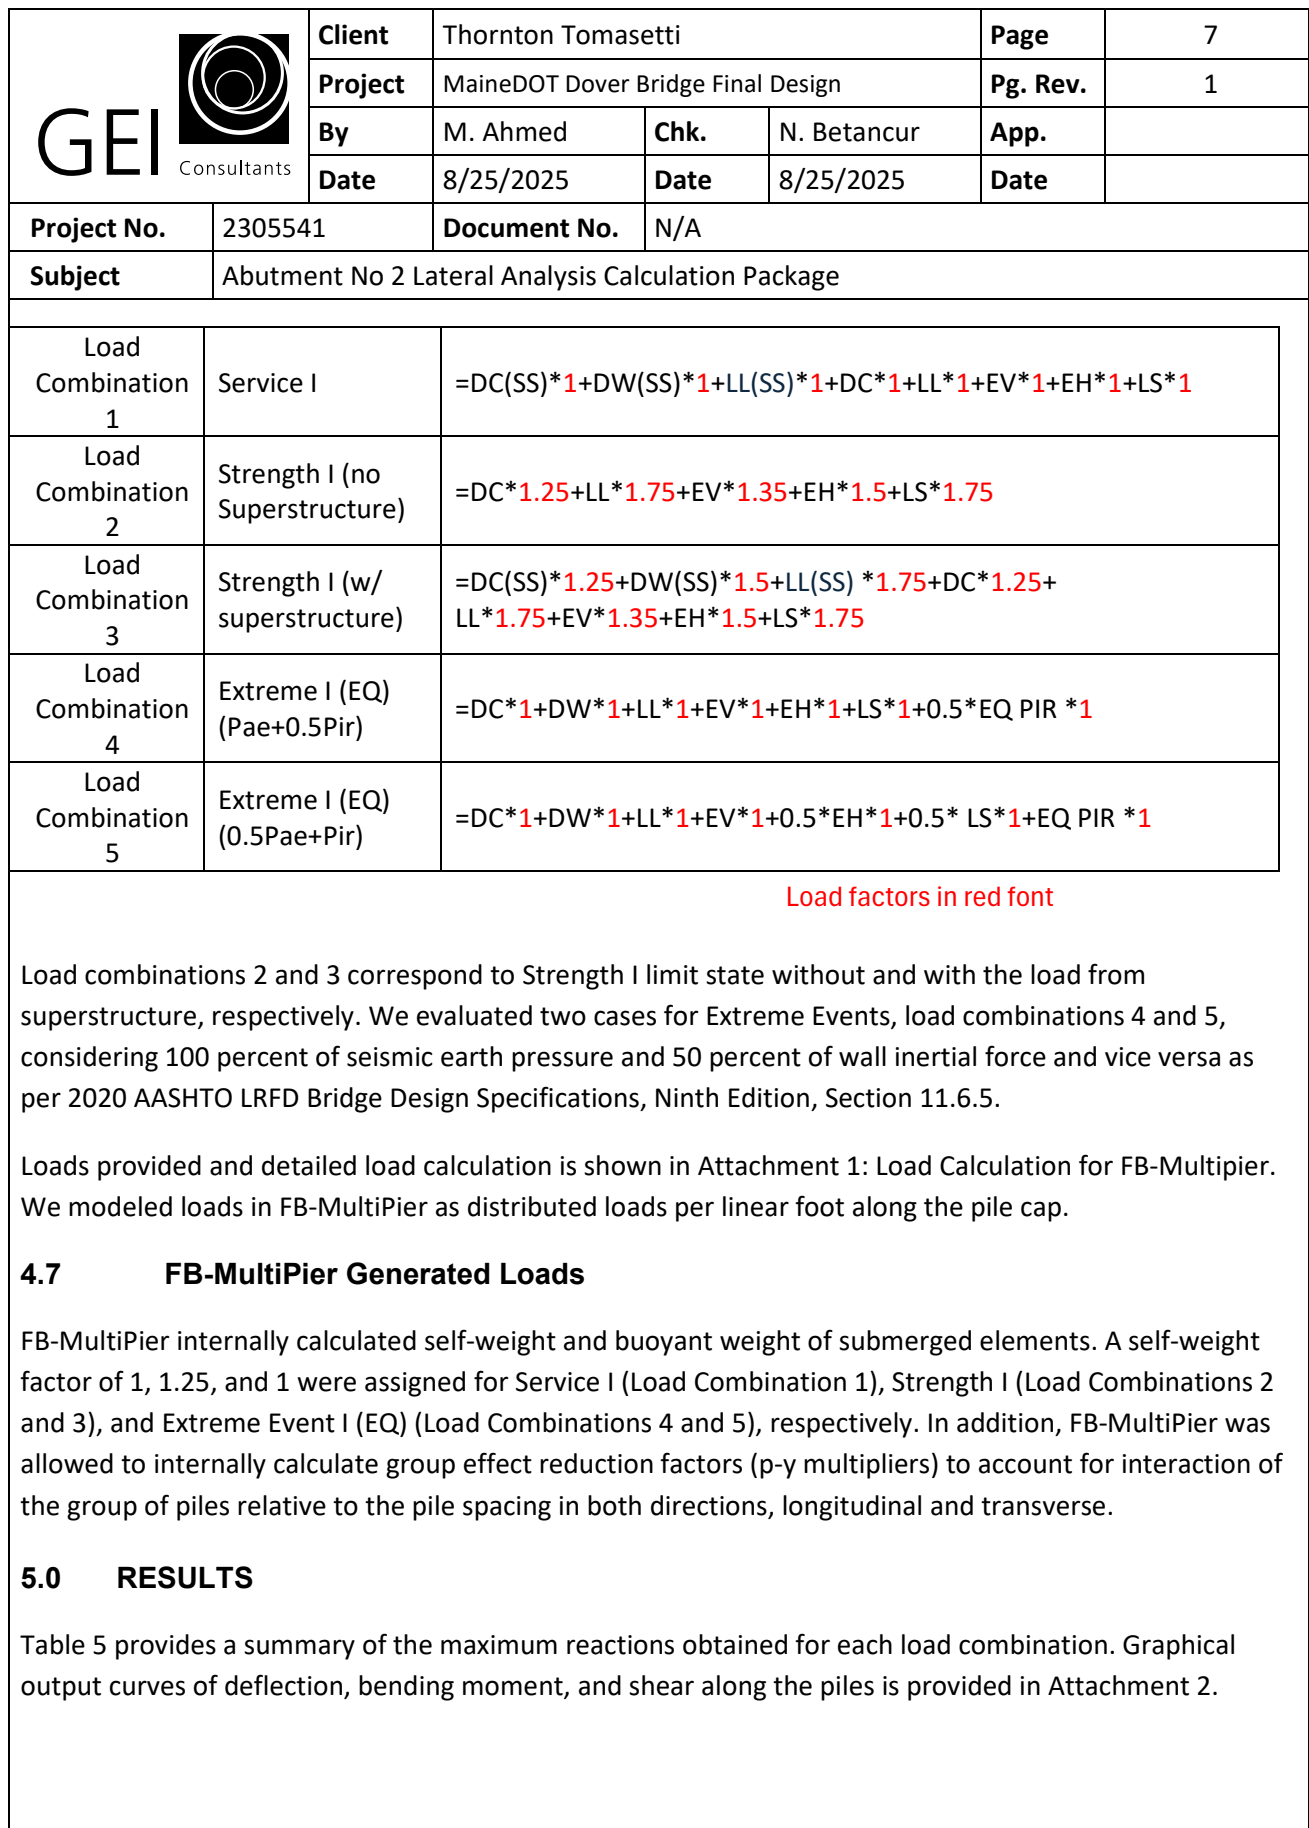 GEI Consultants
Client Thornton Tomasetti Page 7
Project MaineDOT Dover Bridge Final Design Pg. Rev. 1
By M. Ahmed Chk. N. Betancur App.
Date 8/25/2025 Date 8/25/2025 Date
Project No. 2305541 Document No. N/A
Subject Abutment No 2 Lateral Analysis Calculation Package
Load
Combination
1
Service I
=DC(SS)*1+DW(SS)*1+LL(SS)*1+DC*1+LL*1+EV*1+EH*1+LS*1
Load
Combination
2
Strength I (no
Superstructure)
=DC*1.25+LL*1.75+EV*1.35+EH*1.5+LS*1.75
Load
Combination
3
Strength I (w/
superstructure)
=DC(SS)*1.25+DW(SS)*1.5+LL(SS) *1.75+DC*1.25+
LL*1.75+EV*1.35+EH*1.5+LS*1.75
Load
Combination
4
Extreme I (EQ)
(Pae+0.5Pir)
=DC*1+DW*1+LL*1+EV*1+EH*1+LS*1+0.5*EQ PIR *1
Load
Combination
5
Extreme I (EQ)
(0.5Pae+Pir)
=DC*1+DW*1+LL*1+EV*1+0.5*EH*1+0.5* LS*1+EQ PIR *1
Load factors in red font
Load combinations 2 and 3 correspond to Strength I limit state without and with the load from
superstructure, respectively. We evaluated two cases for Extreme Events, load combinations 4 and 5,
considering 100 percent of seismic earth pressure and 50 percent of wall inertial force and vice versa as
per 2020 AASHTO LRFD Bridge Design Specifications, Ninth Edition, Section 11.6.5.
Loads provided and detailed load calculation is shown in Attachment 1: Load Calculation for FB-Multipier.
We modeled loads in FB-MultiPier as distributed loads per linear foot along the pile cap.
4.7 FB-MultiPier Generated Loads
FB-MultiPier internally calculated self-weight and buoyant weight of submerged elements. A self-weight
factor of 1, 1.25, and 1 were assigned for Service I (Load Combination 1), Strength I (Load Combinations 2
and 3), and Extreme Event I (EQ) (Load Combinations 4 and 5), respectively. In addition, FB-MultiPier was
allowed to internally calculate group effect reduction factors (p-y multipliers) to account for interaction of
the group of piles relative to the pile spacing in both directions, longitudinal and transverse.
5.0 RESULTS
Table 5 provides a summary of the maximum reactions obtained for each load combination. Graphical
output curves of deflection, bending moment, and shear along the piles is provided in Attachment 2.